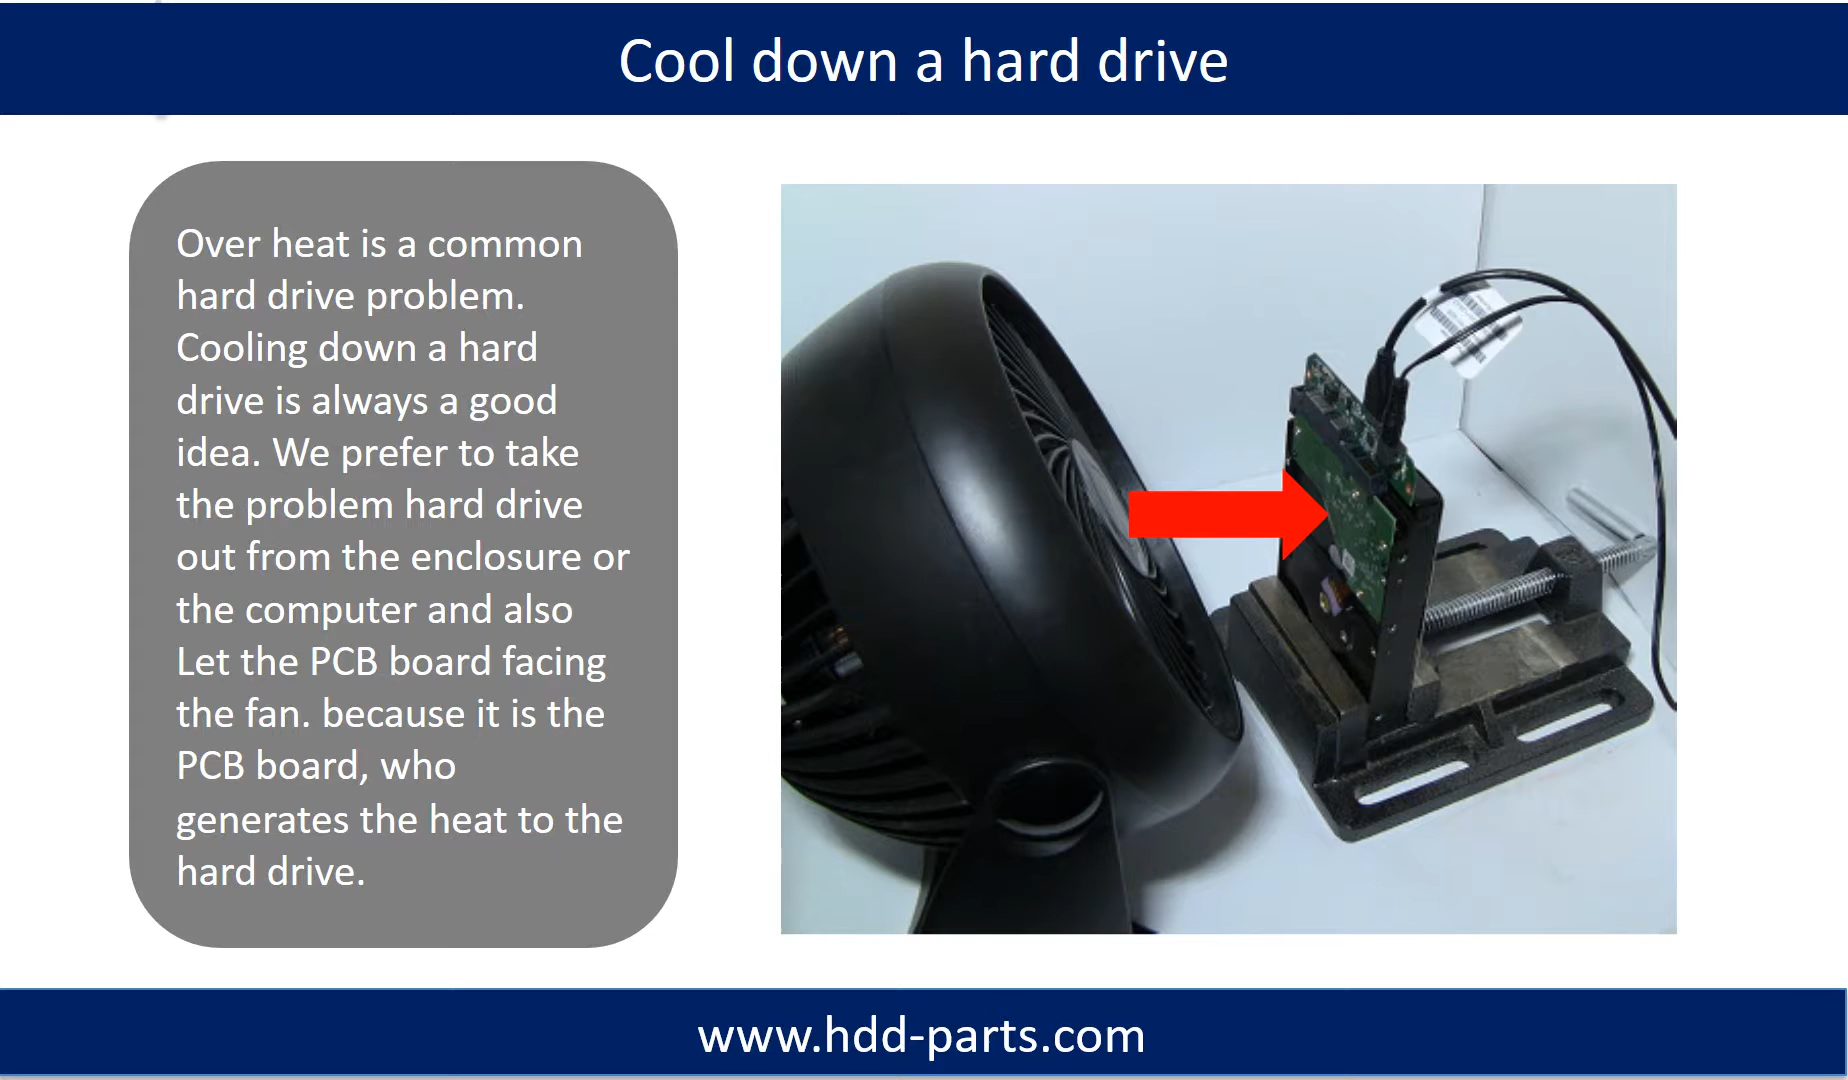 Cool down a hard drive
Over heat is a common
hard drive problem.
Cooling down a hard
drive is always a good
idea. We prefer to take
the problem hard drive
out from the enclosure or
the computer and also
Let the PCB board facing
the fan. because it is the
PCB board, who
generates the heat to the
hard drive.
www.hdd-parts.com